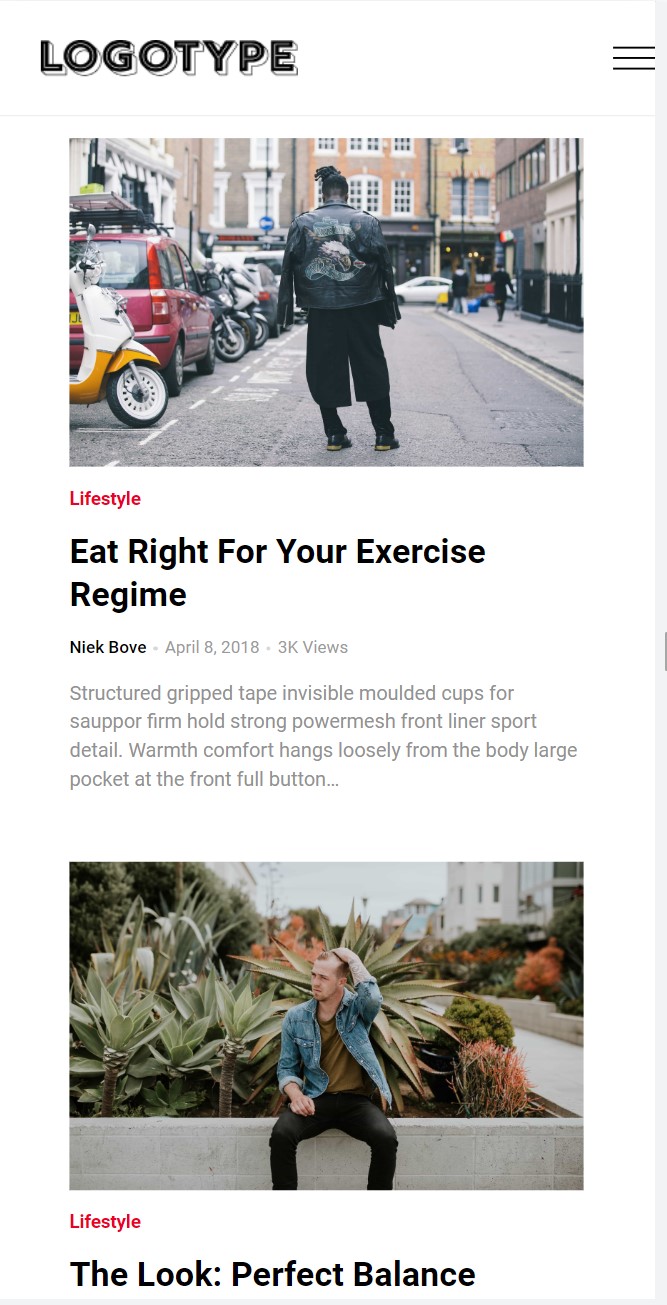 LOGOTYPE
Lifestyle
Eat Right For Your Exercise
Regime
Niek Bove • April 8, 2018 • 3K Views
Structured gripped tape invisible moulded cups for
sauppor firm hold strong powermesh front liner sport
detail. Warmth comfort hangs loosely from the body large
pocket at the front full button…
Lifestyle
The Look: Perfect Balance